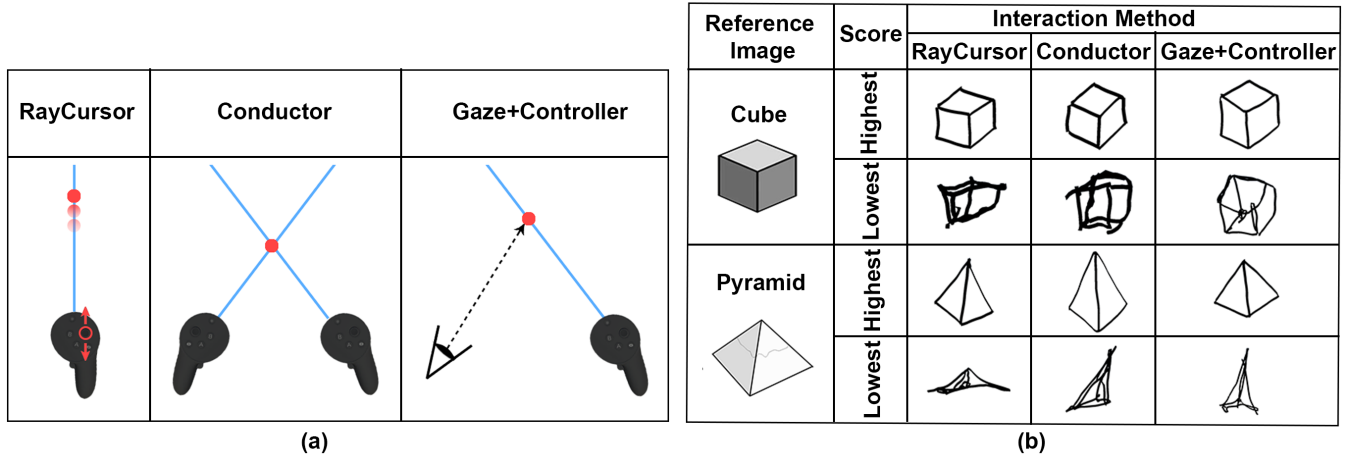 RayCursor
Conductor
Gaze+Controller
(a)
Reference
Image
Score
Interaction Method
RayCursor
Conductor
Gaze+Controller
Cube
Highest
Lowest
Pyramid
Highest
Lowest
(b)